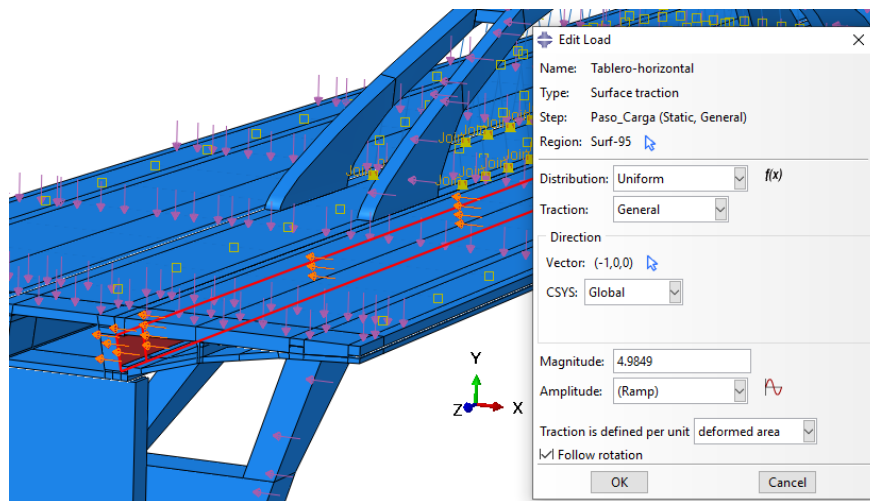 Edit Load
Name: Tablero-horizontal
Type: Surface traction
Step: Paso_Carga (Static, General)
Region: Surf-95
Distribution: Uniform f(x)
Traction: General
Direction
Vector: (-1,0,0)
CSYS: Global
Magnitude: 4.9849
Amplitude: (Ramp)
Traction is defined per unit deformed area
Follow rotation
OK Cancel
Y
Z X